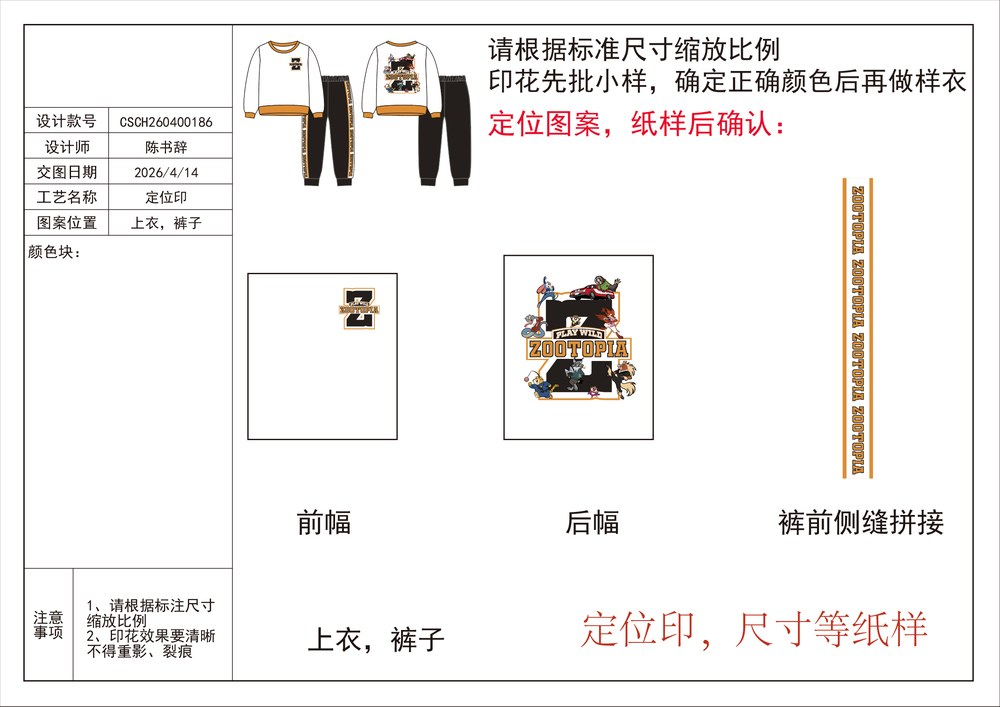 请根据标准尺寸缩放比例
印花先批小样，确定正确颜色后再做样衣
定位图案，纸样后确认：
设计款号 CSCH260400186
设计师 陈书辞
交图日期 2026/4/14
工艺名称 定位印
图案位置 上衣，裤子
颜色块：
PLAY WILD
ZOOTOPIA
PLAY WILD
ZOOTOPIA
ZOOTOPIA ZOOTOPIA ZOOTOPIA ZOOTOPIA
前幅
后幅
裤前侧缝拼接
注意
事项
1、请根据标注尺寸
缩放比例
2、印花效果要清晰
不得重影、裂痕
上衣，裤子
定位印，尺寸等纸样